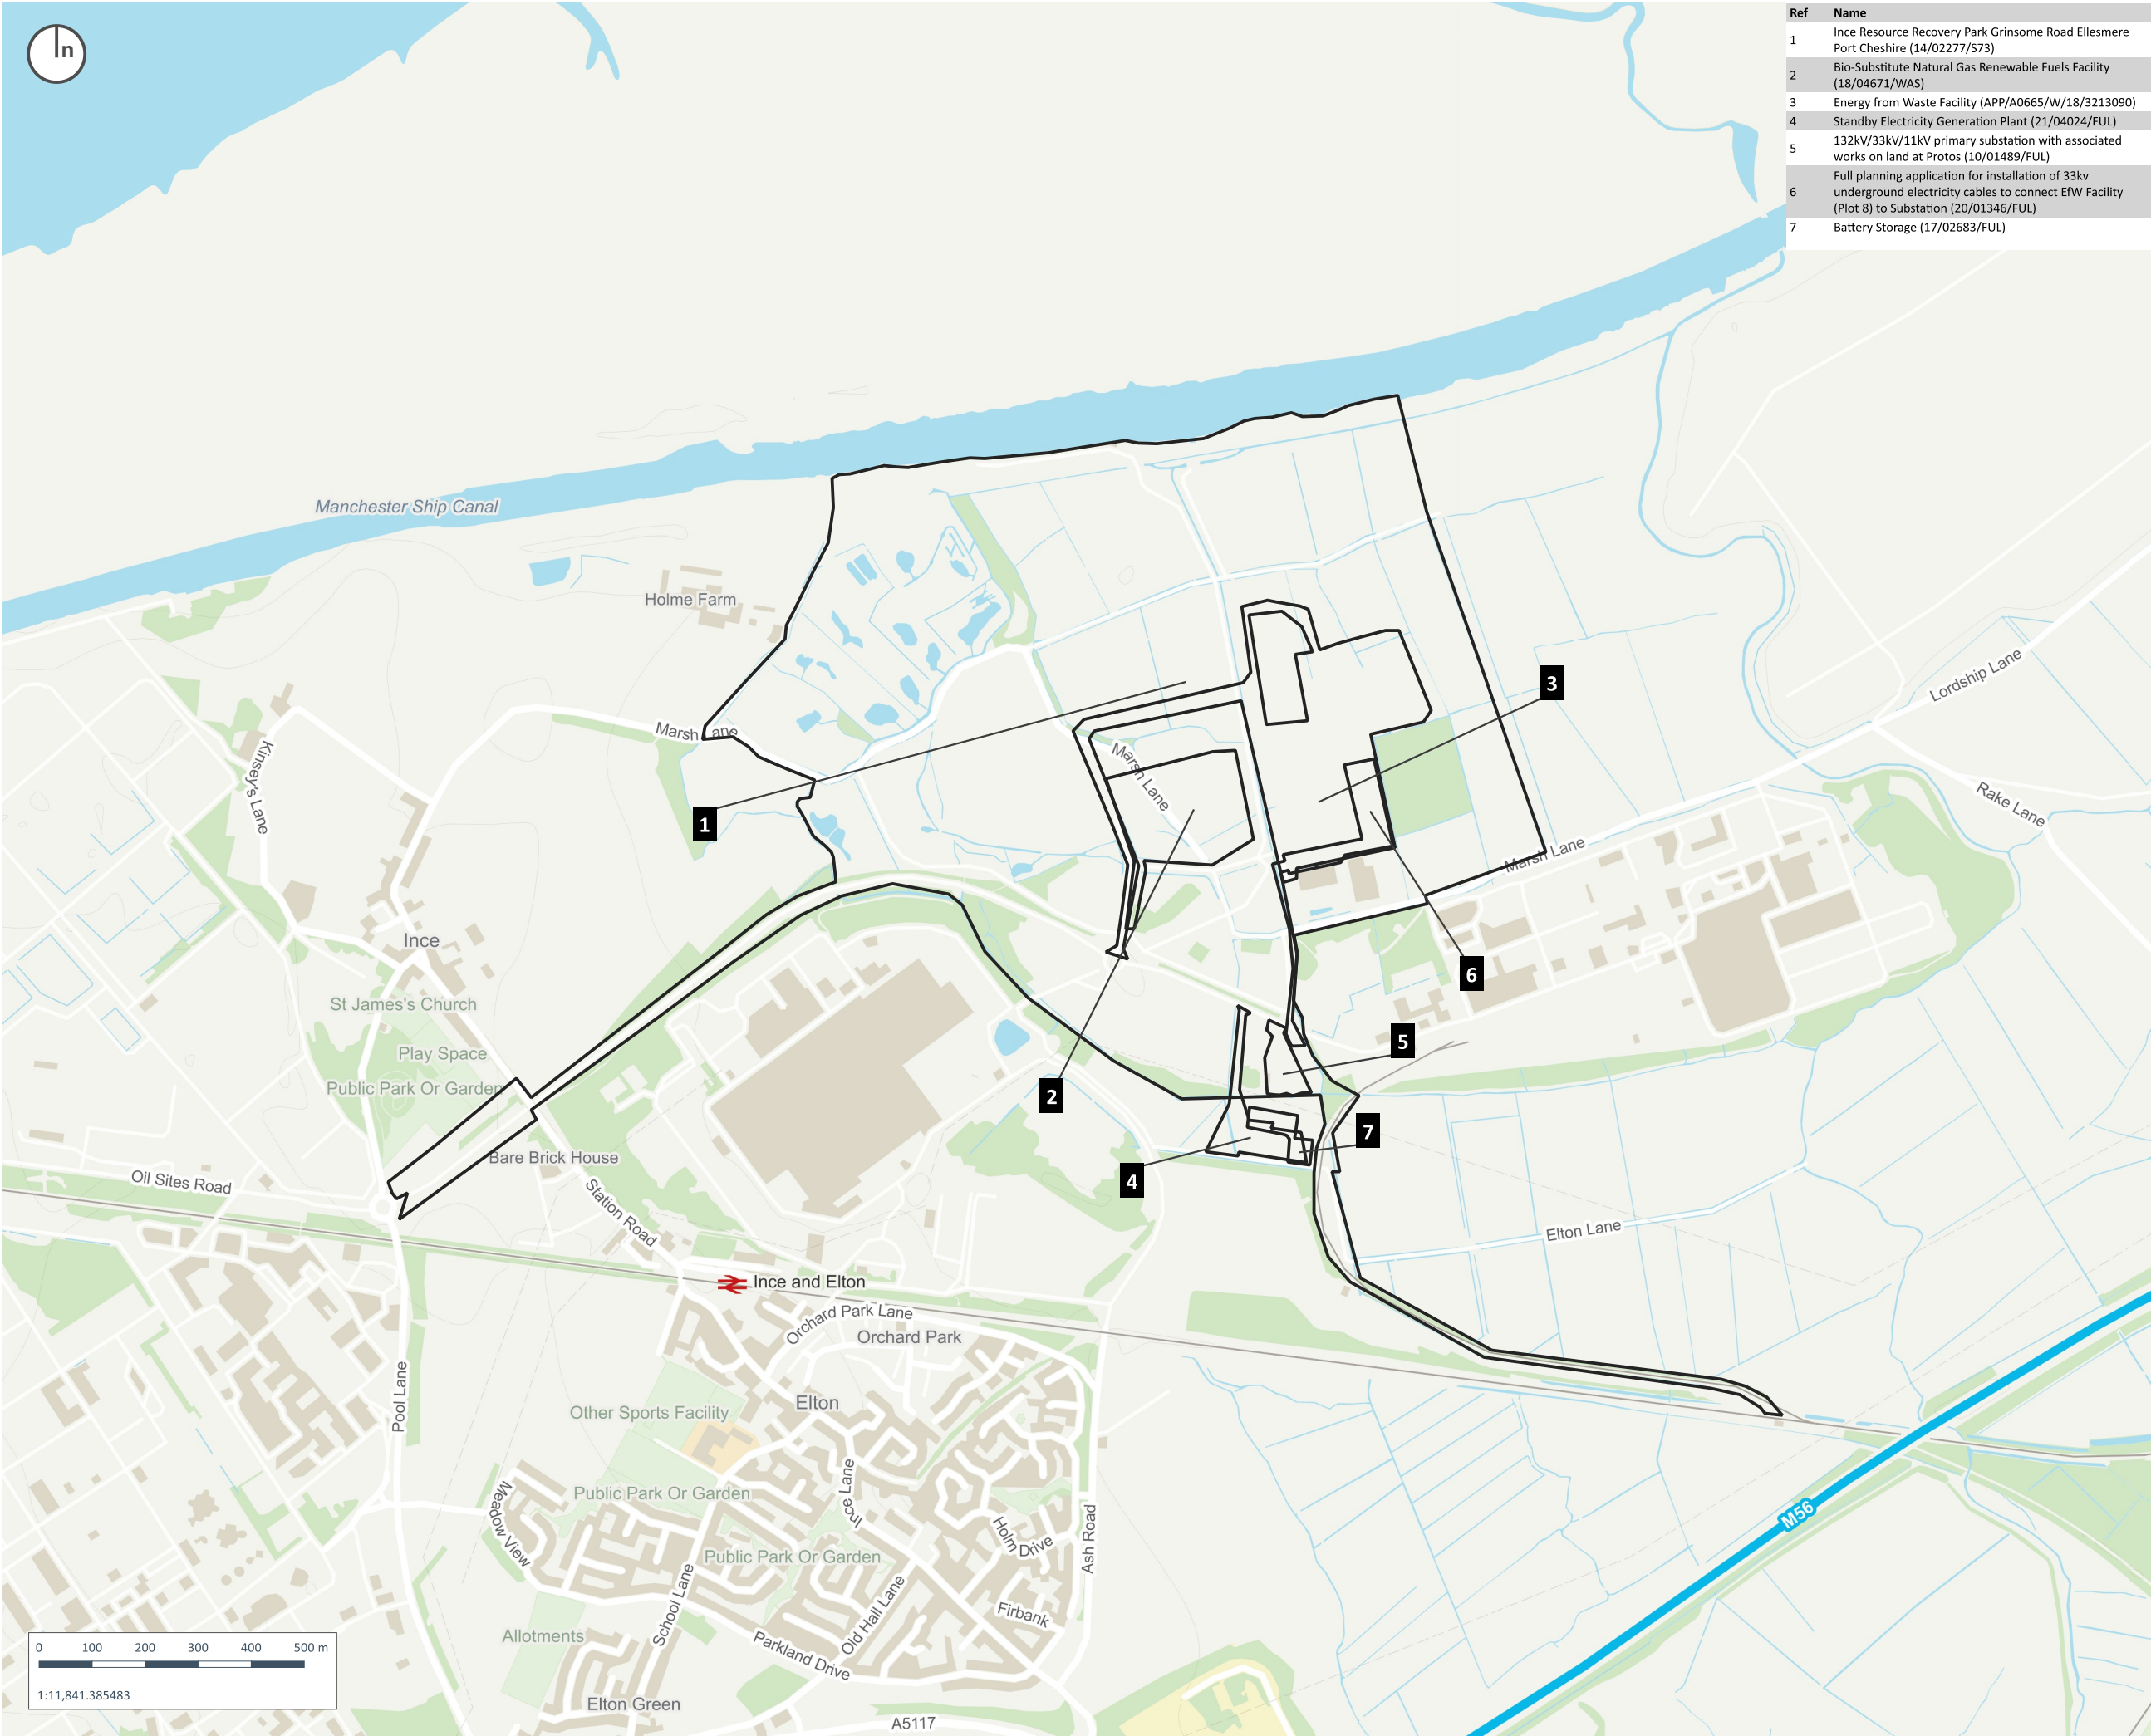 n
Ref Name
1 Ince Resource Recovery Park Grinsome Road Ellesmere
Port Cheshire (14/02277/S73)
2 Bio-Substitute Natural Gas Renewable Fuels Facility
(18/04671/WAS)
3 Energy from Waste Facility (APP/A0665/W/18/3213090)
4 Standby Electricity Generation Plant (21/04024/FUL)
5 132kV/33kV/11kV primary substation with associated
works on land at Protos (10/01489/FUL)
6 Full planning application for installation of 33kv
underground electricity cables to connect EfW Facility
(Plot 8) to Substation (20/01346/FUL)
7 Battery Storage (17/02683/FUL)
Manchester Ship Canal
Holme Farm
Lordship Lane
3
Marsh Lane
Marsh Lane
Kinsey's Lane
Rake Lane
1
Marsh Lane
Ince
6
St James's Church
5
Play Space
Public Park Or Garden
2
7
Bare Brick House
Oil Sites Road
4
Station Road
Elton Lane
Ince and Elton
Orchard Park Lane
Orchard Park
Pool Lane
Elton
Other Sports Facility
Ince Lane
Public Park Or Garden
Meadow View
M56
Holm Drive
Ash Road
Public Park Or Garden
School Lane
Old Hall Lane
Firbank
Allotments
Parkland Drive
Elton Green
A5117
0 100 200 300 400 500 m
1:11,841.385483